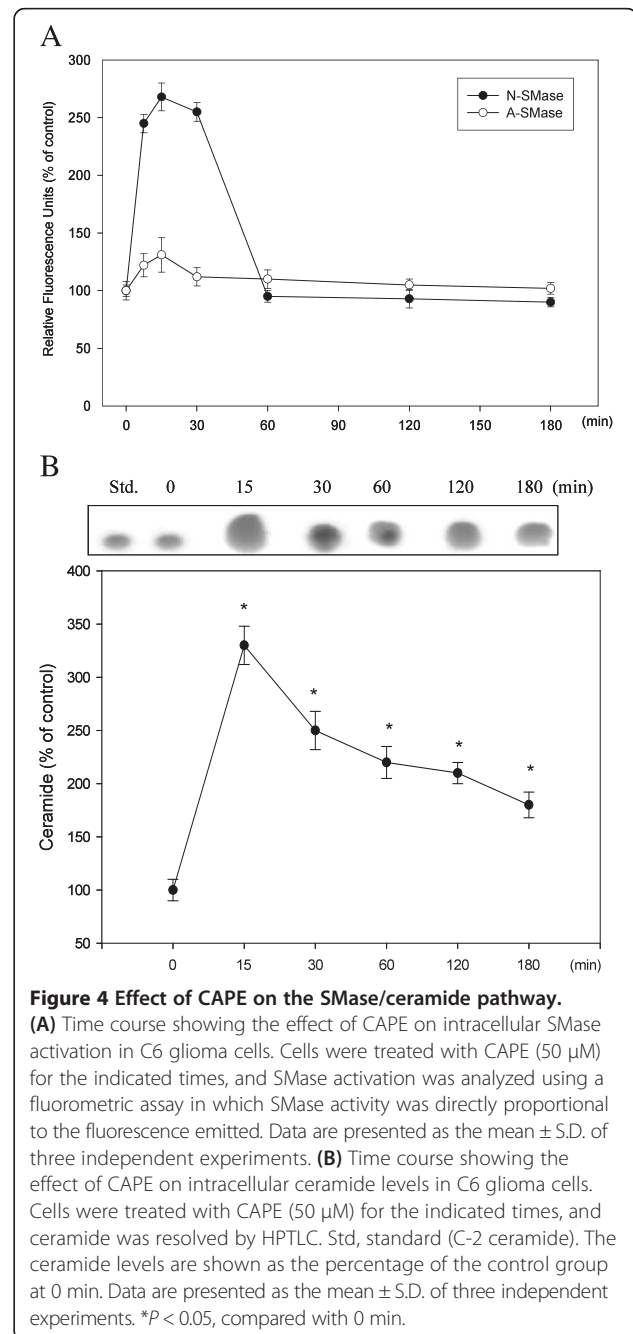 A
300
250
200
150
100
50
0
Relative Fluorescence Units (% of control)
N-SMase
A-SMase
0 30 60 90 120 150 180 (min)
B
Std. 0 15 30 60 120 180 (min)
400
350
300
250
200
150
100
50
Ceramide (% of control)
* * * * *
0 15 30 60 120 180 (min)
Figure 4 Effect of CAPE on the SMase/ceramide pathway.
(A) Time course showing the effect of CAPE on intracellular SMase
activation in C6 glioma cells. Cells were treated with CAPE (50 μM)
for the indicated times, and SMase activation was analyzed using a
fluorometric assay in which SMase activity was directly proportional
to the fluorescence emitted. Data are presented as the mean ± S.D. of
three independent experiments. (B) Time course showing the
effect of CAPE on intracellular ceramide levels in C6 glioma cells.
Cells were treated with CAPE (50 μM) for the indicated times, and
ceramide was resolved by HPTLC. Std, standard (C-2 ceramide). The
ceramide levels are shown as the percentage of the control group
at 0 min. Data are presented as the mean ± S.D. of three independent
experiments. *P < 0.05, compared with 0 min.